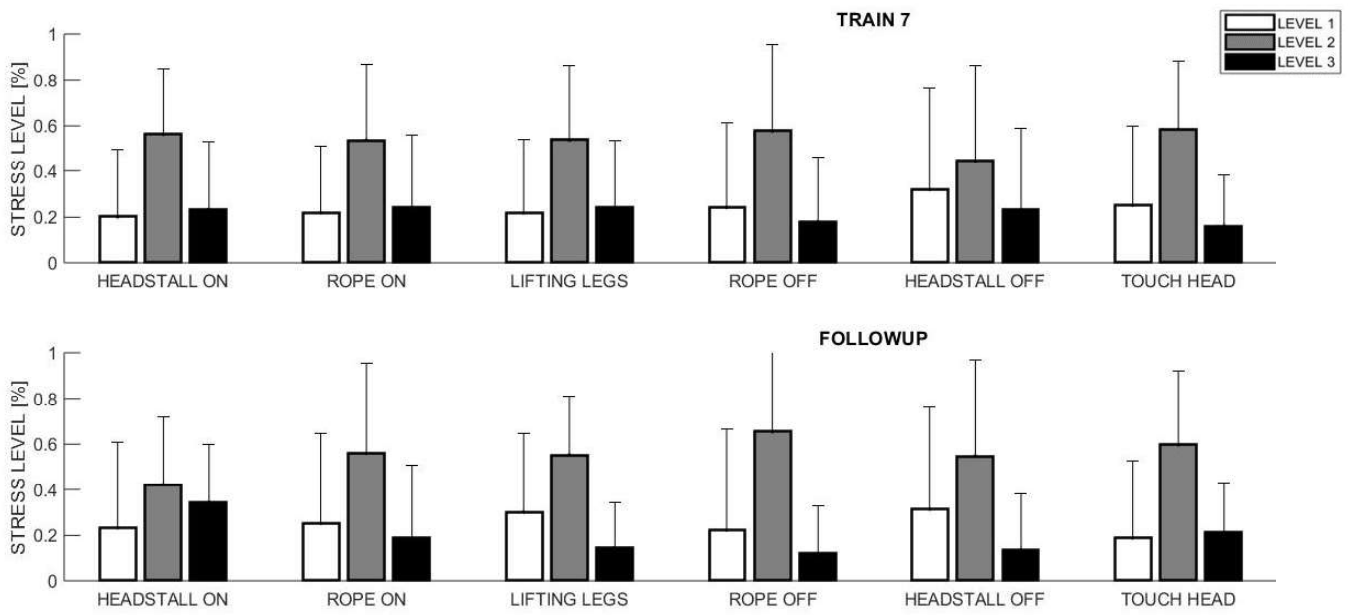 TRAIN 7
LEVEL 1
LEVEL 2
LEVEL 3
STRESS LEVEL [%]
1
0.8
0.6
0.4
0.2
0
HEADSTALL ON ROPE ON LIFTING LEGS ROPE OFF HEADSTALL OFF TOUCH HEAD
FOLLOWUP
STRESS LEVEL [%]
1
0.8
0.6
0.4
0.2
0
HEADSTALL ON ROPE ON LIFTING LEGS ROPE OFF HEADSTALL OFF TOUCH HEAD